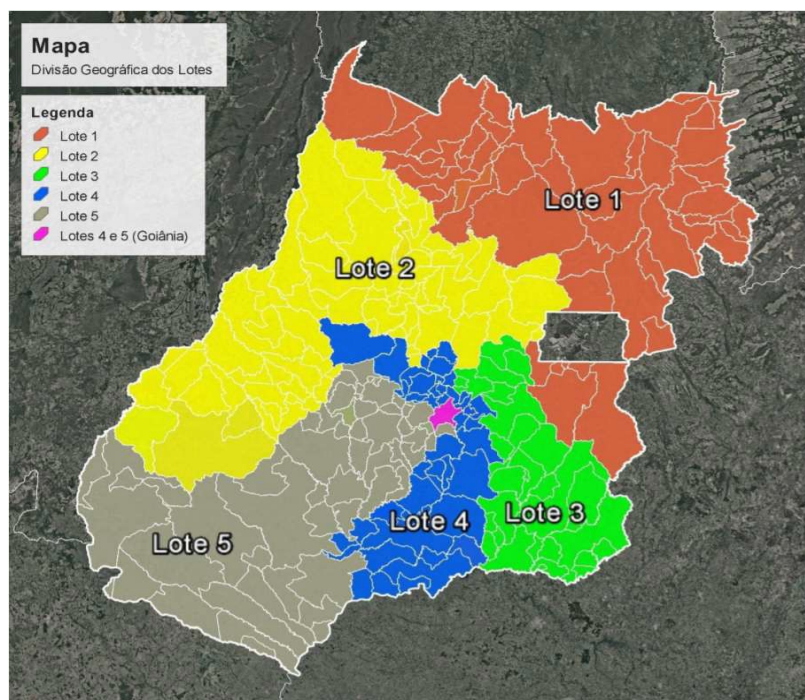 Mapa
Divisão Geográfica dos Lotes
Legenda
Lote 1
Lote 2
Lote 3
Lote 4
Lote 5
Lotes 4 e 5 (Goiânia)
Lote 1
Lote 2
Lote 3
Lote 4
Lote 5